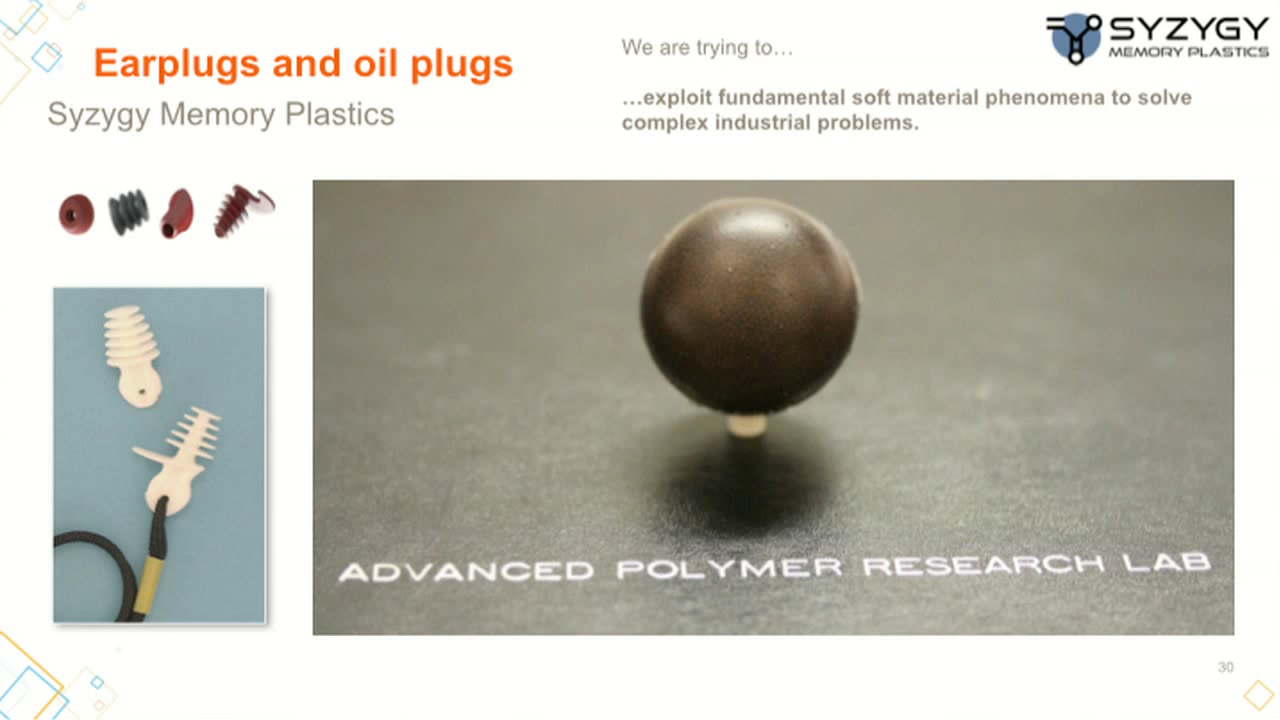 Earplugs and oil plugs
Syzygy Memory Plastics
We are trying to…
…exploit fundamental soft material phenomena to solve
complex industrial problems.
SYZYGY
MEMORY PLASTICS
ADVANCED POLYMER RESEARCH LAB
30